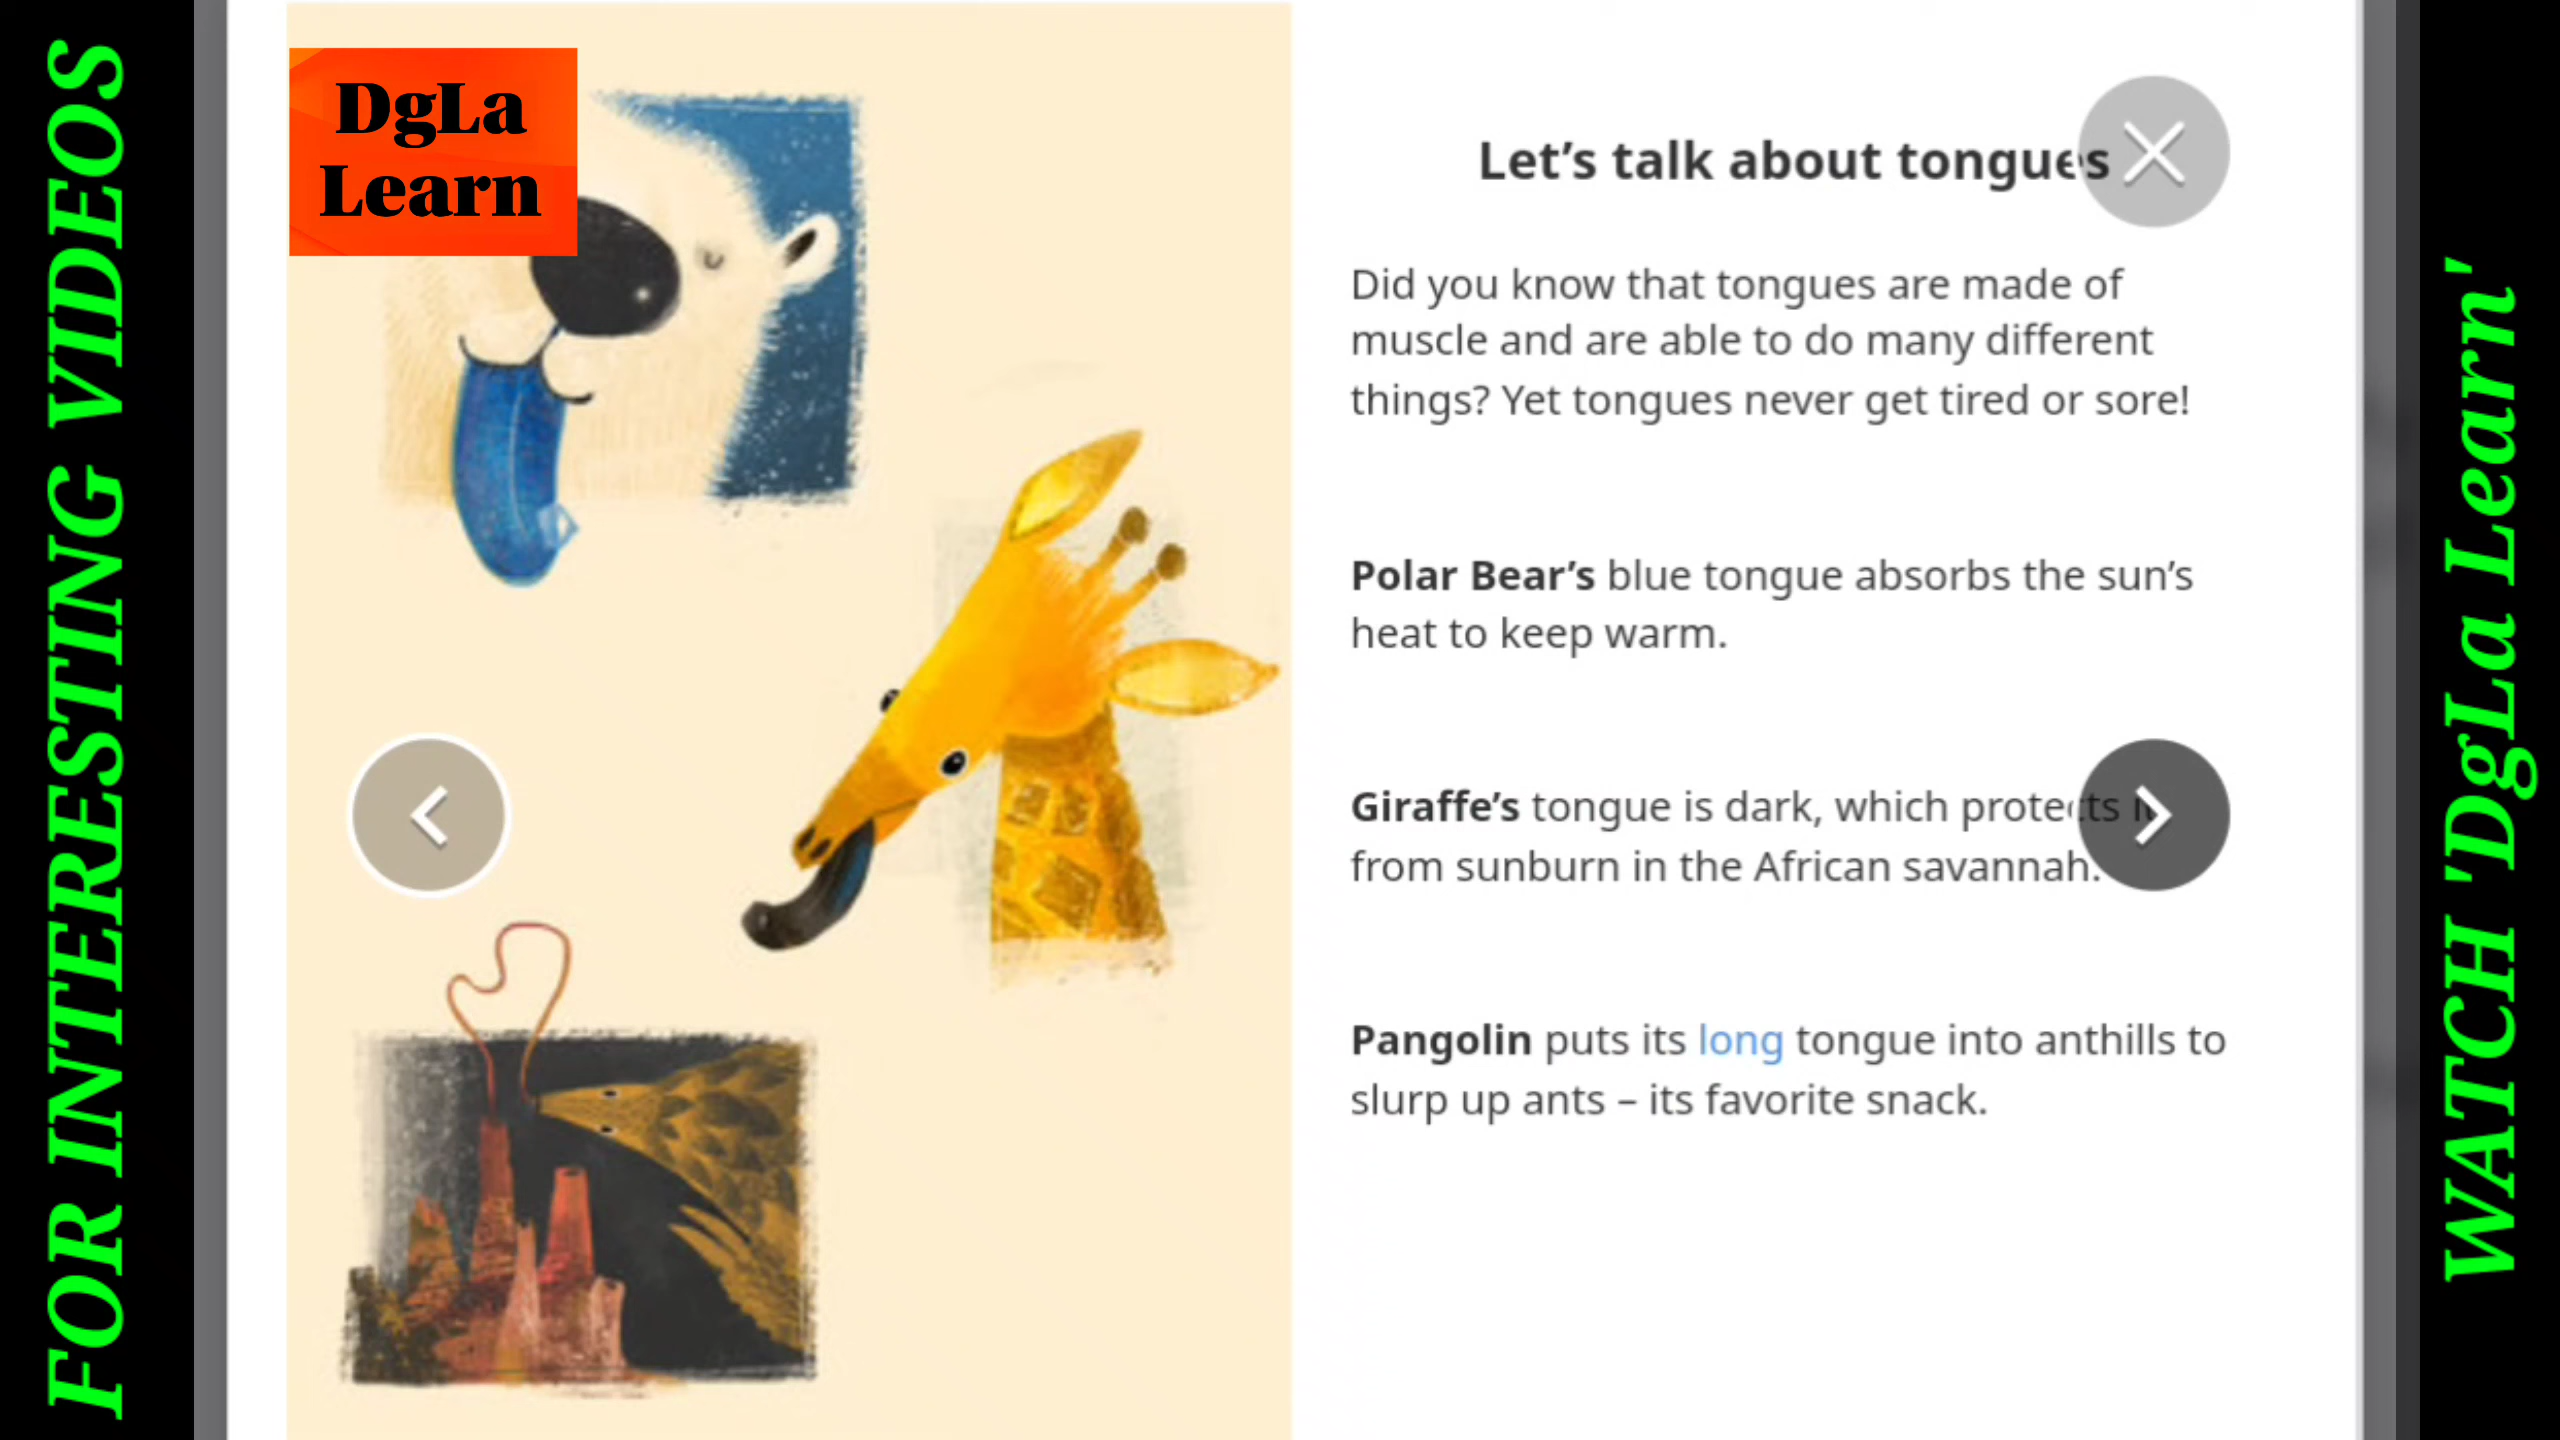 FOR INTERESTING VIDEOS
DgLa
Learn
Let’s talk about tongues
Did you know that tongues are made of
muscle and are able to do many different
things? Yet tongues never get tired or sore!
Polar Bear’s blue tongue absorbs the sun’s
heat to keep warm.
Giraffe’s tongue is dark, which protects it
from sunburn in the African savannah.
Pangolin puts its long tongue into anthills to
slurp up ants – its favorite snack.
WATCH 'DgLa Learn'